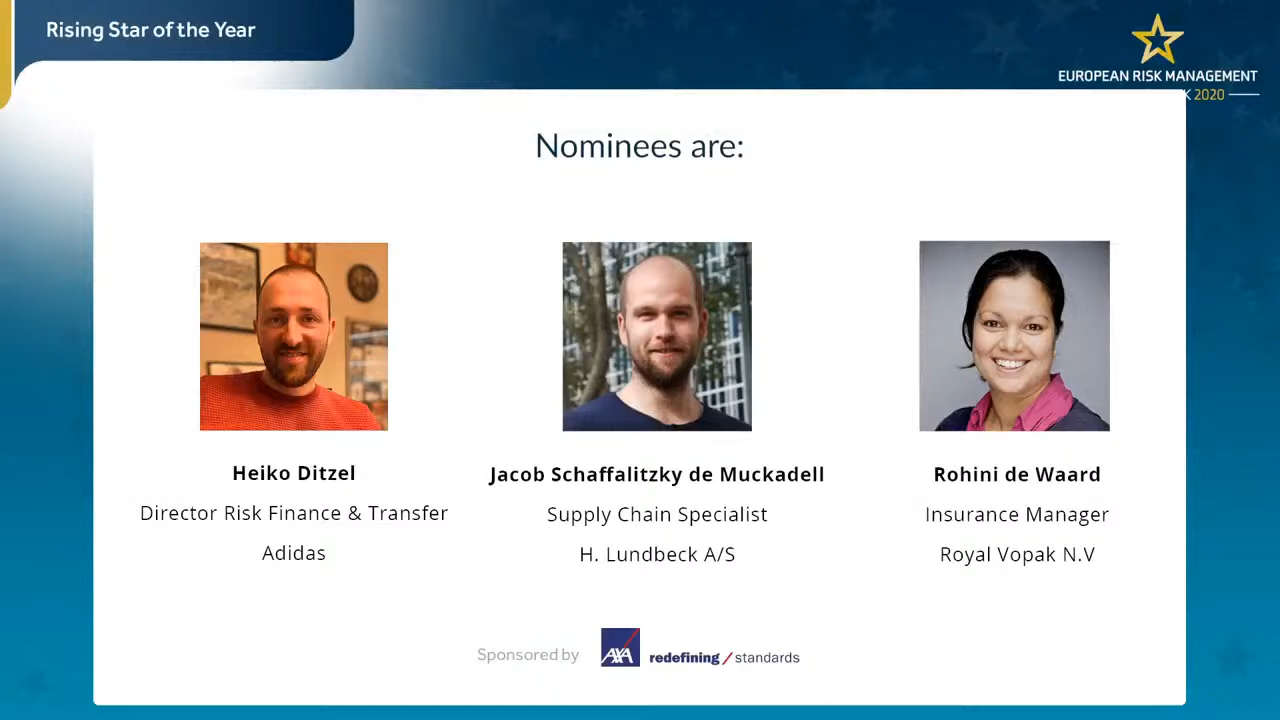 Rising Star of the Year
EUROPEAN RISK MANAGEMENT
K 2020
Nominees are:
Heiko Ditzel
Director Risk Finance & Transfer
Adidas
Jacob Schaffalitzky de Muckadell
Supply Chain Specialist
H. Lundbeck A/S
Rohini de Waard
Insurance Manager
Royal Vopak N.V
Sponsored by
AXA
redefining / standards